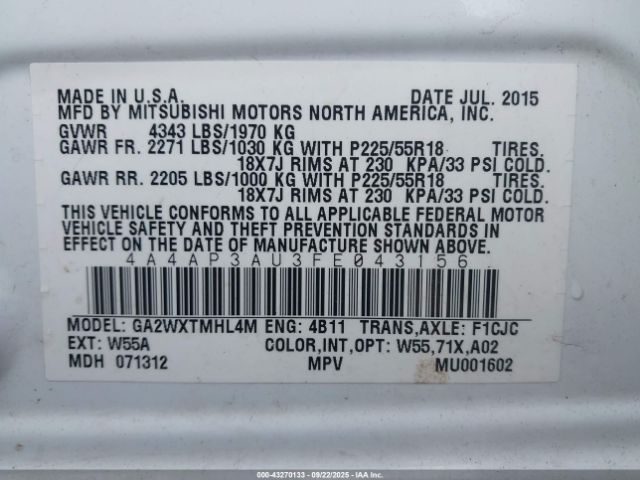 MADE IN U.S.A. DATE JUL. 2015
MFD BY MITSUBISHI MOTORS NORTH AMERICA, INC.
GVWR 4343 LBS/1970 KG
GAWR FR. 2271 LBS/1030 KG WITH P225/55R18 TIRES.
18X7J RIMS AT 230 KPA/33 PSI COLD.
GAWR RR. 2205 LBS/1000 KG WITH P225/55R18 TIRES.
18X7J RIMS AT 230 KPA/33 PSI COLD.
THIS VEHICLE CONFORMS TO ALL APPLICABLE FEDERAL MOTOR
VEHICLE SAFETY AND THEFT PREVENTION STANDARDS IN
EFFECT ON THE DATE OF MANUFACTURE SHOWN ABOVE.
4A4AP3AU3FE043156
MODEL: GA2WXTMHL4M ENG: 4B11 TRANS,AXLE: F1CJC
EXT: W55A COLOR,INT,OPT: W55,71X,A02
MDH 071312 MPV MU001602
000-43270133 - 09/22/2025 - IAA, Inc.